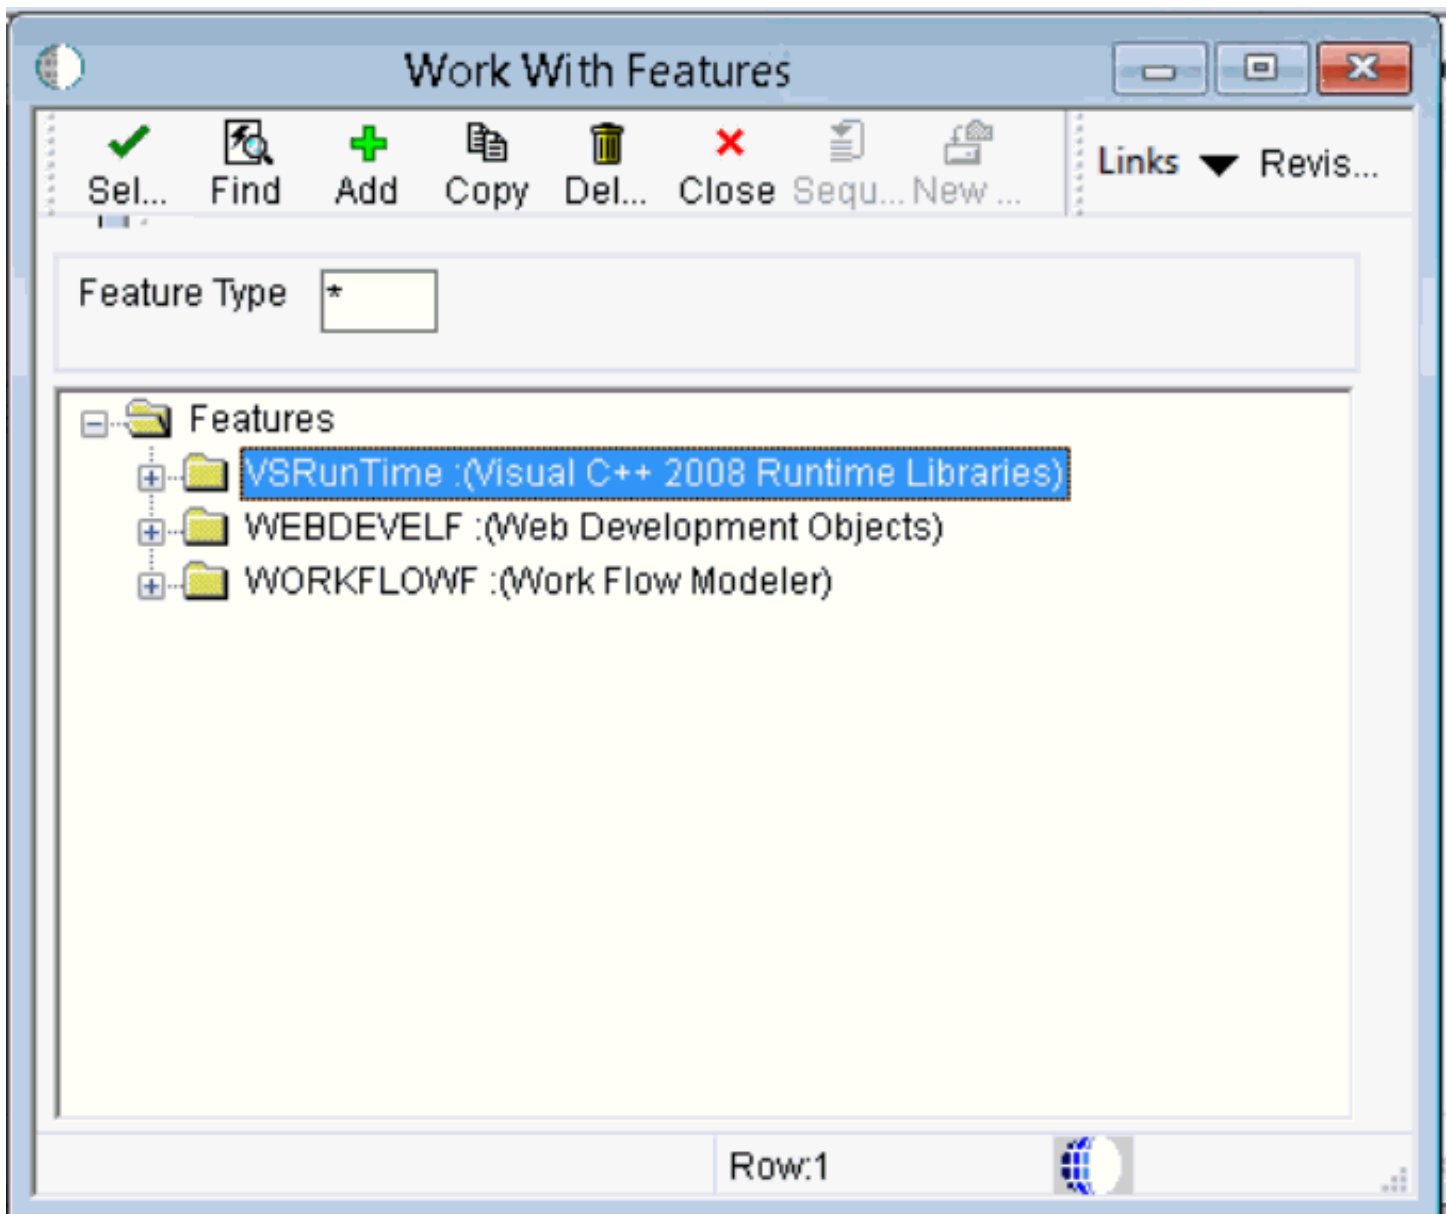 Work With Features
Sel... Find Add Copy Del... Close Sequ... New ... Links Revis...
Feature Type *
Features
VSRunTime :(Visual C++ 2008 Runtime Libraries)
WEBDEVELF :(Web Development Objects)
WORKFLOWF :(Work Flow Modeler)
Row:1